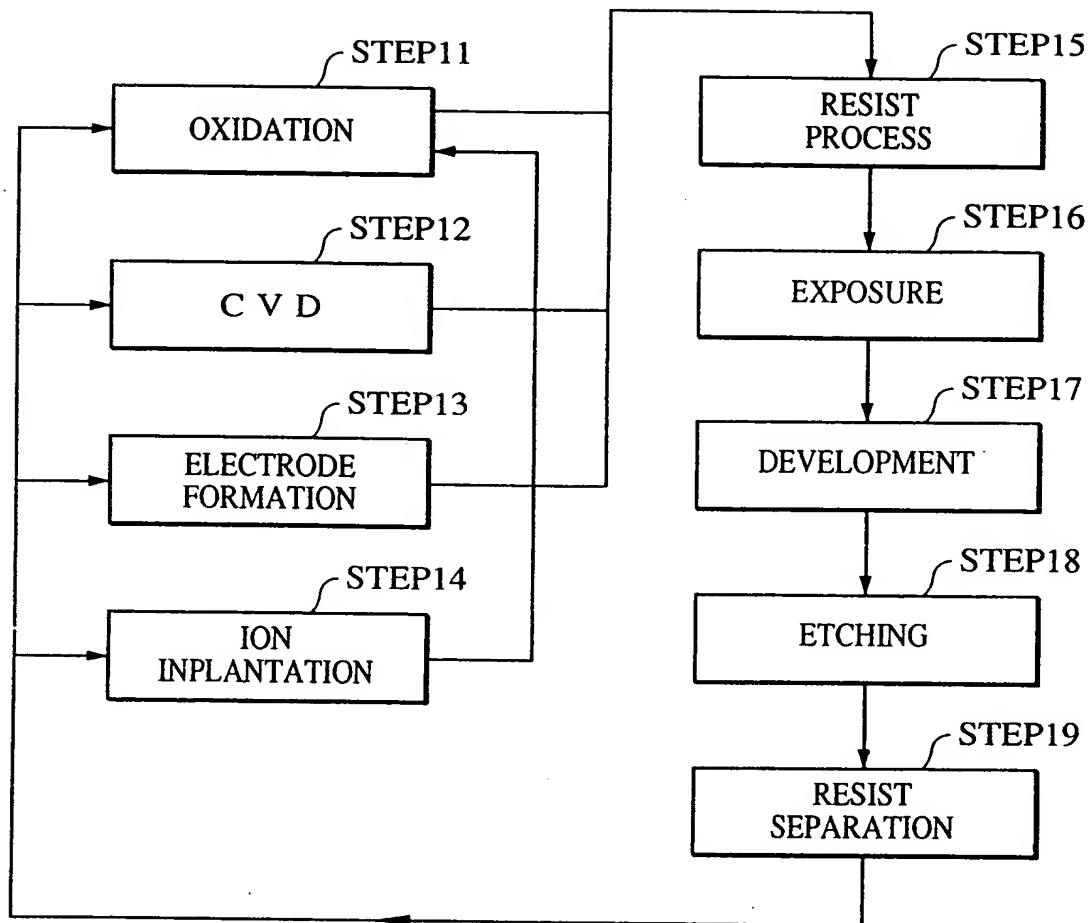 STEP11
OXIDATION
STEP12
C V D
STEP13
ELECTRODE
FORMATION
STEP14
ION
INPLANTATION
STEP15
RESIST
PROCESS
STEP16
EXPOSURE
STEP17
DEVELOPMENT
STEP18
ETCHING
STEP19
RESIST
SEPARATION